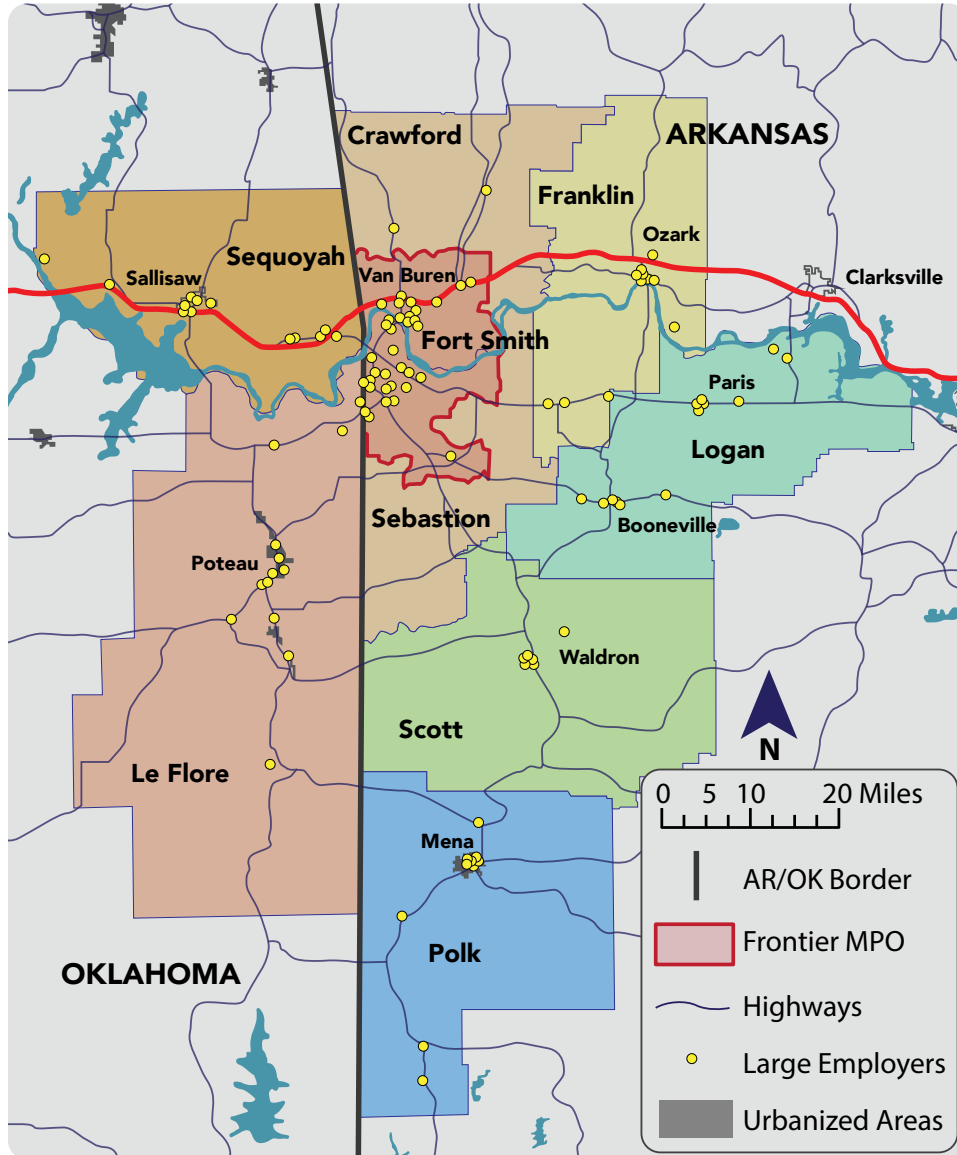 Crawford
ARKANSAS
Franklin
Ozark
Sequoyah
Sallisaw
Van Buren
Clarksville
Fort Smith
Paris
Logan
Sebastion
Booneville
Poteau
Waldron
Scott
N
Le Flore
0 5 10 20 Miles
Mena
AR/OK Border
Polk
Frontier MPO
OKLAHOMA
Highways
Large Employers
Urbanized Areas